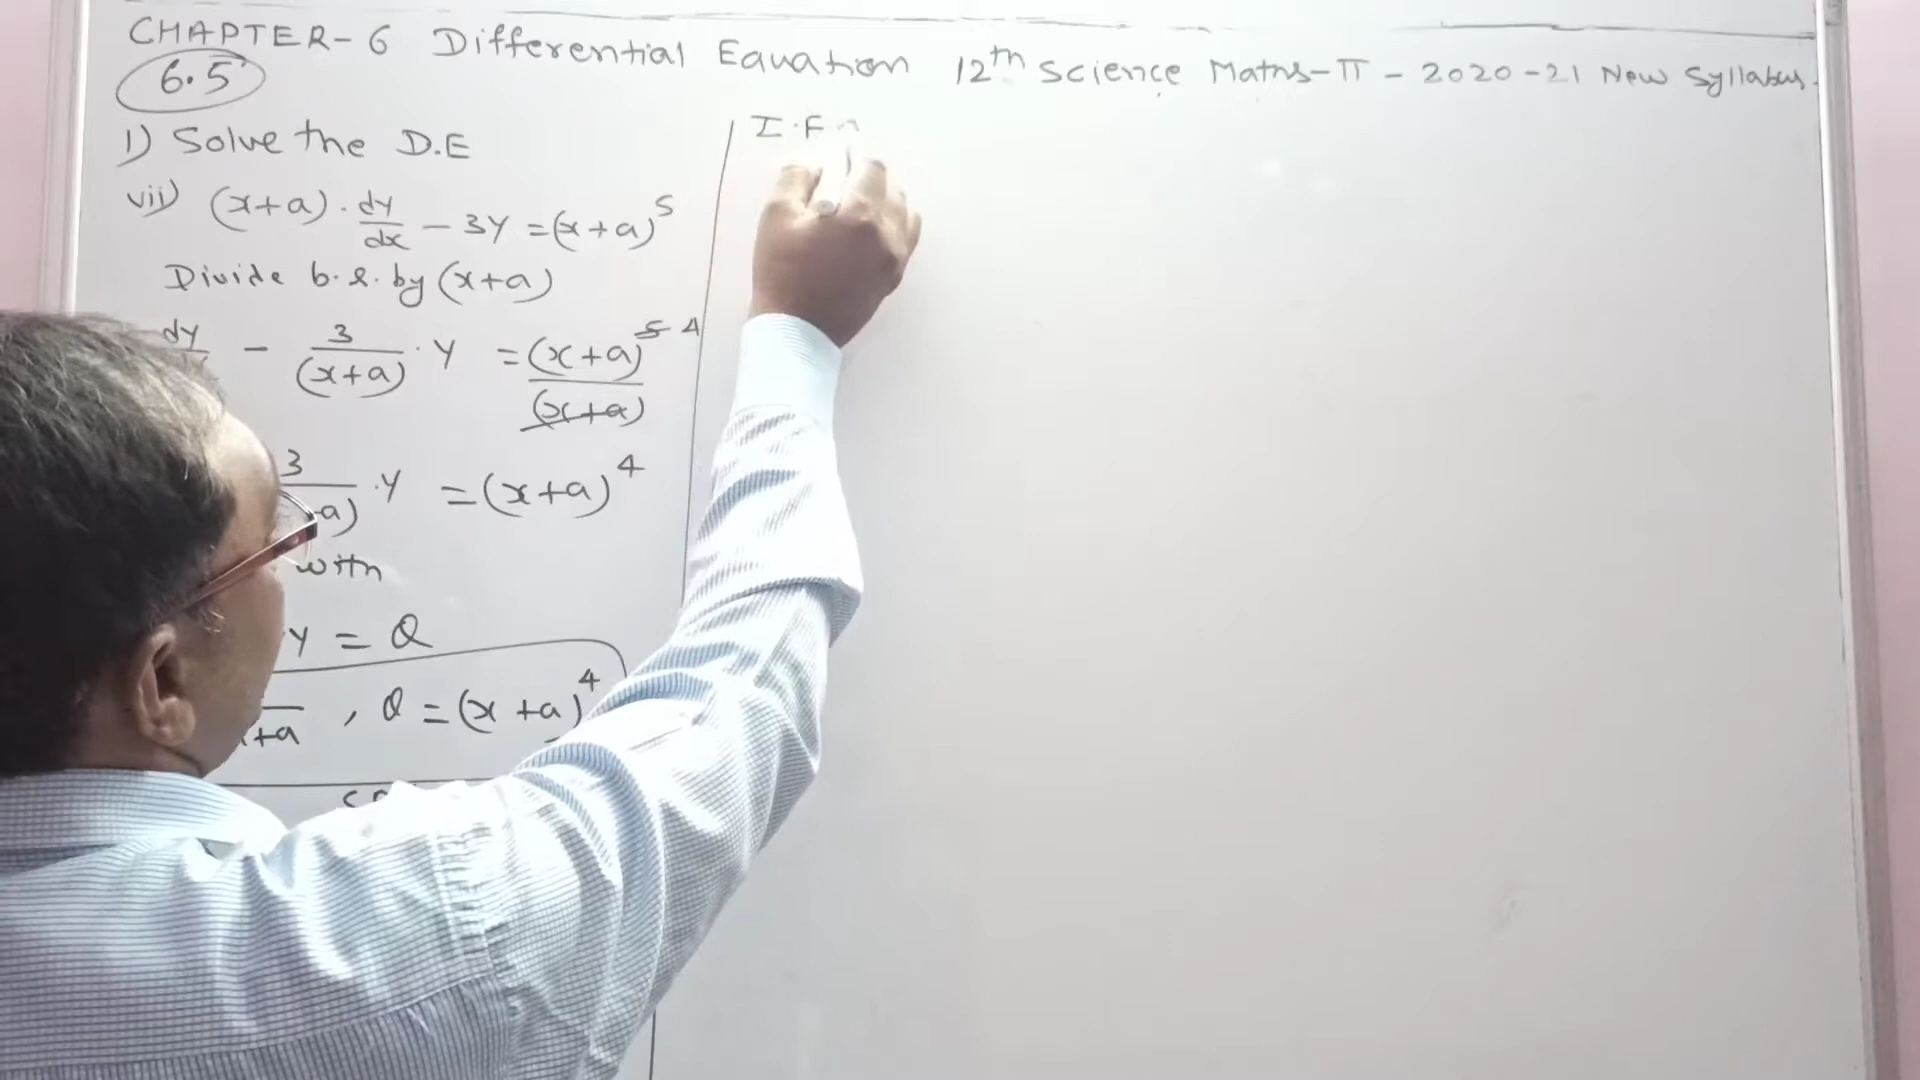 CHAPTER-6 Differential Equation 12th Science Maths-II - 2020-21 New Syllabus.
6.5
1) Solve the D.E
vii) (x+a).dy/dx - 3y = (x+a)^5
Divide b.s. by (x+a)
dy - 3/(x+a) . y = (x+a)^5 4/(x+a)
3/ a) .y = (x+a)^4
with
y = Q
+a , Q = (x+a)^4
I.F